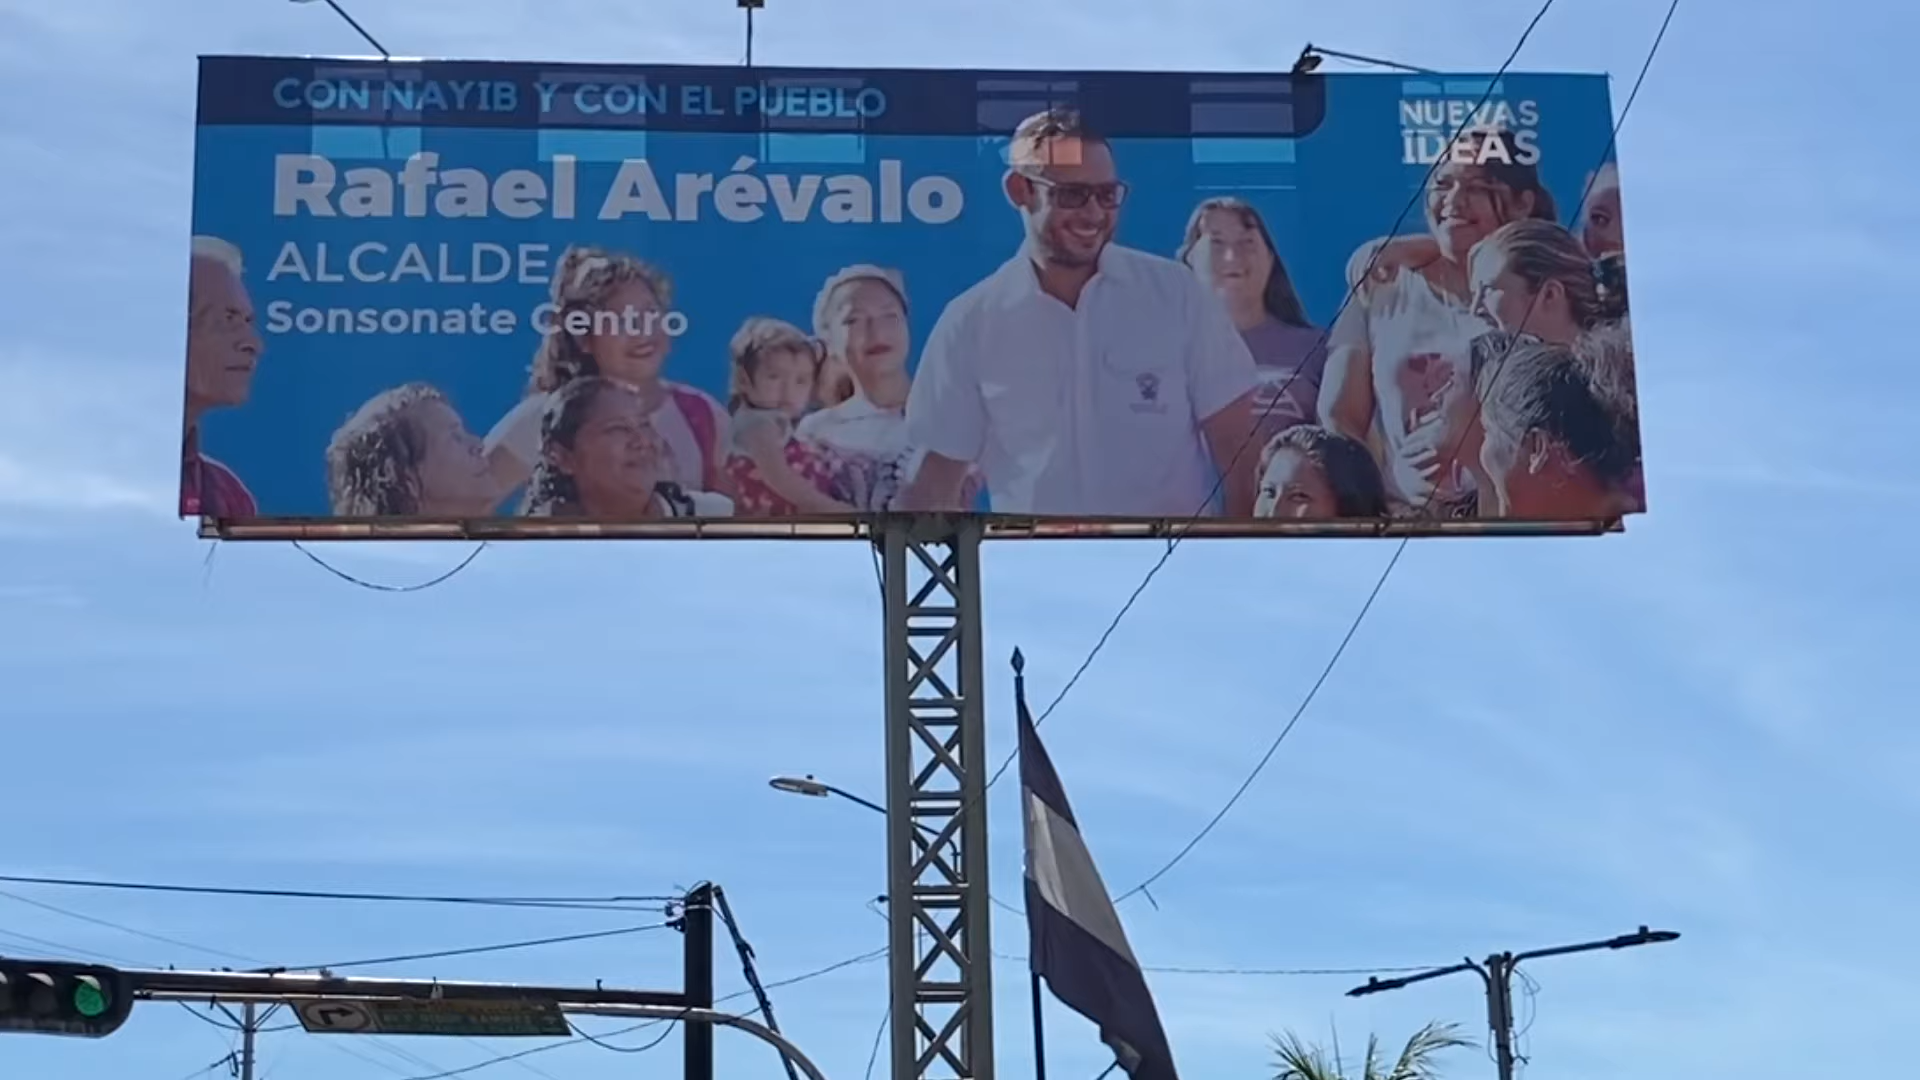 CON NAYIB Y CON EL PUEBLO
NUEVAS
IDEAS
Rafael Arévalo
ALCALDE
Sonsonate Centro